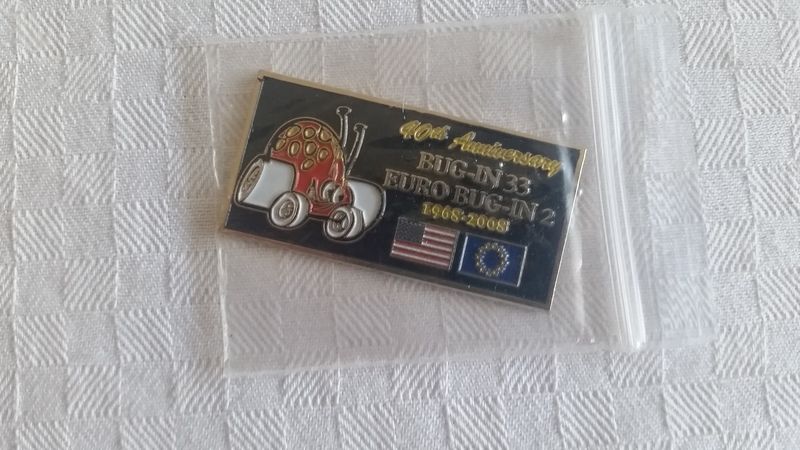 40th Anniversary
BUG-IN 33
EURO BUG-IN 2
1968-2008